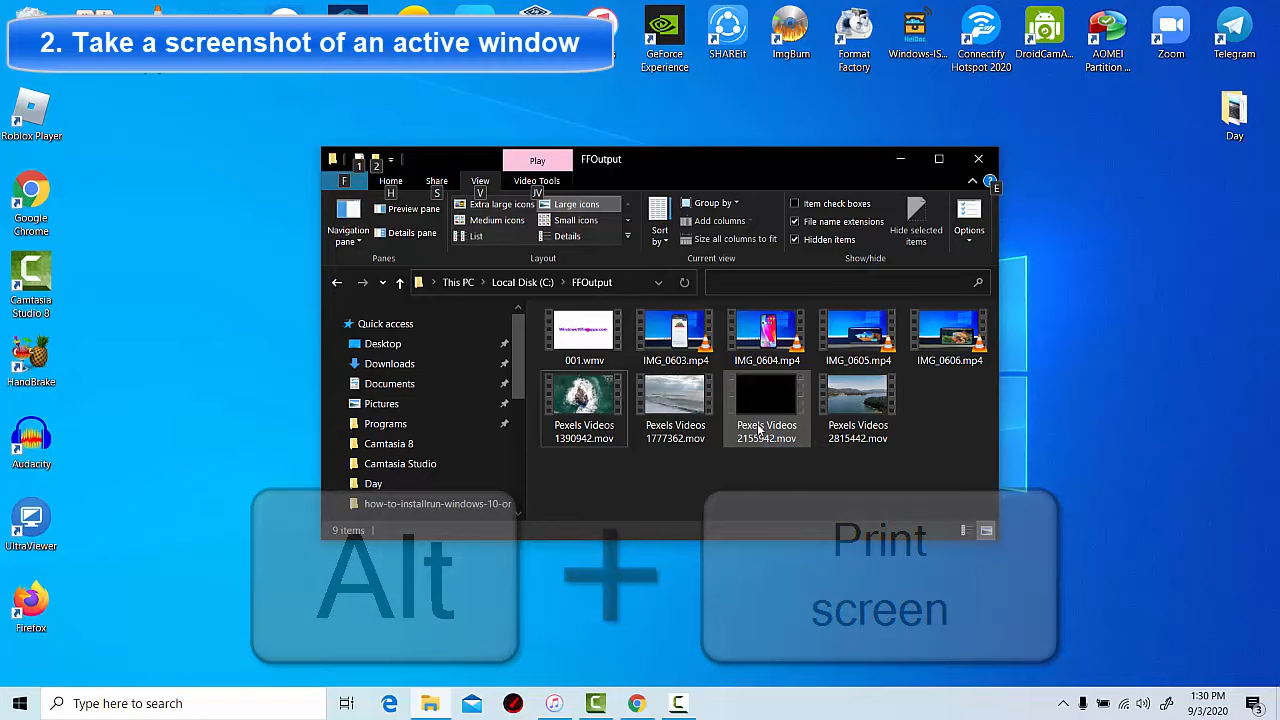 2. Take a screenshot of an active window
GeForce
Experience
SHAREit
ImgBurn
Format
Factory
Windows-IS...
HeiDoc
Connectify
Hotspot 2020
DroidCamA...
AOMEI
Partition ...
Zoom
Telegram
Day
Roblox Player
Google
Chrome
Camtasia
Studio 8
HandBrake
Audacity
UltraViewer
Firefox
1
2
Play
FFOutput
F
Home
Share
View
Video Tools
H
S
V
JV
E
Navigation
pane
Preview pane
Details pane
Panes
Extra large icons
Large icons
Medium icons
Small icons
List
Details
Layout
Sort
by
Group by
Add columns
Size all columns to fit
Current view
Item check boxes
File name extensions
Hidden items
Hide selected
items
Show/hide
Options
This PC
Local Disk (C:)
FFOutput
Quick access
Desktop
Downloads
Documents
Pictures
Programs
Camtasia 8
Camtasia Studio
Day
how-to-installrun-windows-10-or
001.wmv
IMG_0603.mp4
IMG_0604.mp4
IMG_0605.mp4
IMG_0606.mp4
Pexels Videos
1390942.mov
Pexels Videos
1777362.mov
Pexels Videos
2155942.mov
Pexels Videos
2815442.mov
9 items
Alt
+
Print
screen
Type here to search
1:30 PM
9/3/2020
3